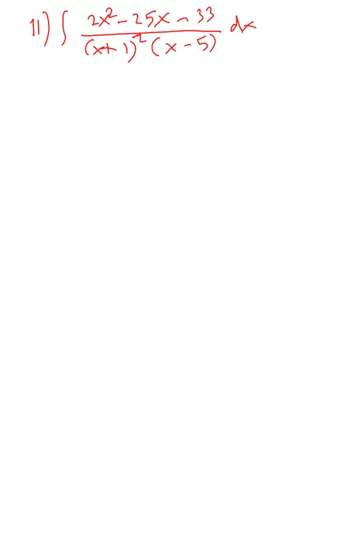 11) ∫ (2x² - 25x - 33) / ((x+1)² (x-5)) dx